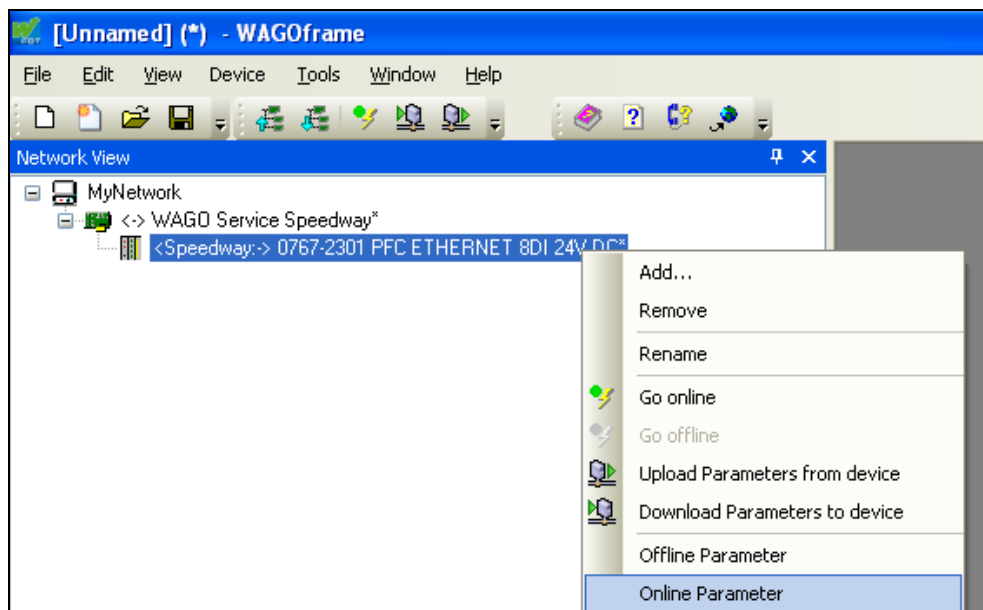 [Unnamed] (*) - WAGOframe
File Edit View Device Tools Window Help
Network View
MyNetwork
<-> WAGO Service Speedway*
<Speedway:-> 0767-2301 PFC ETHERNET 8DI 24V DC*
Add...
Remove
Rename
Go online
Go offline
Upload Parameters from device
Download Parameters to device
Offline Parameter
Online Parameter